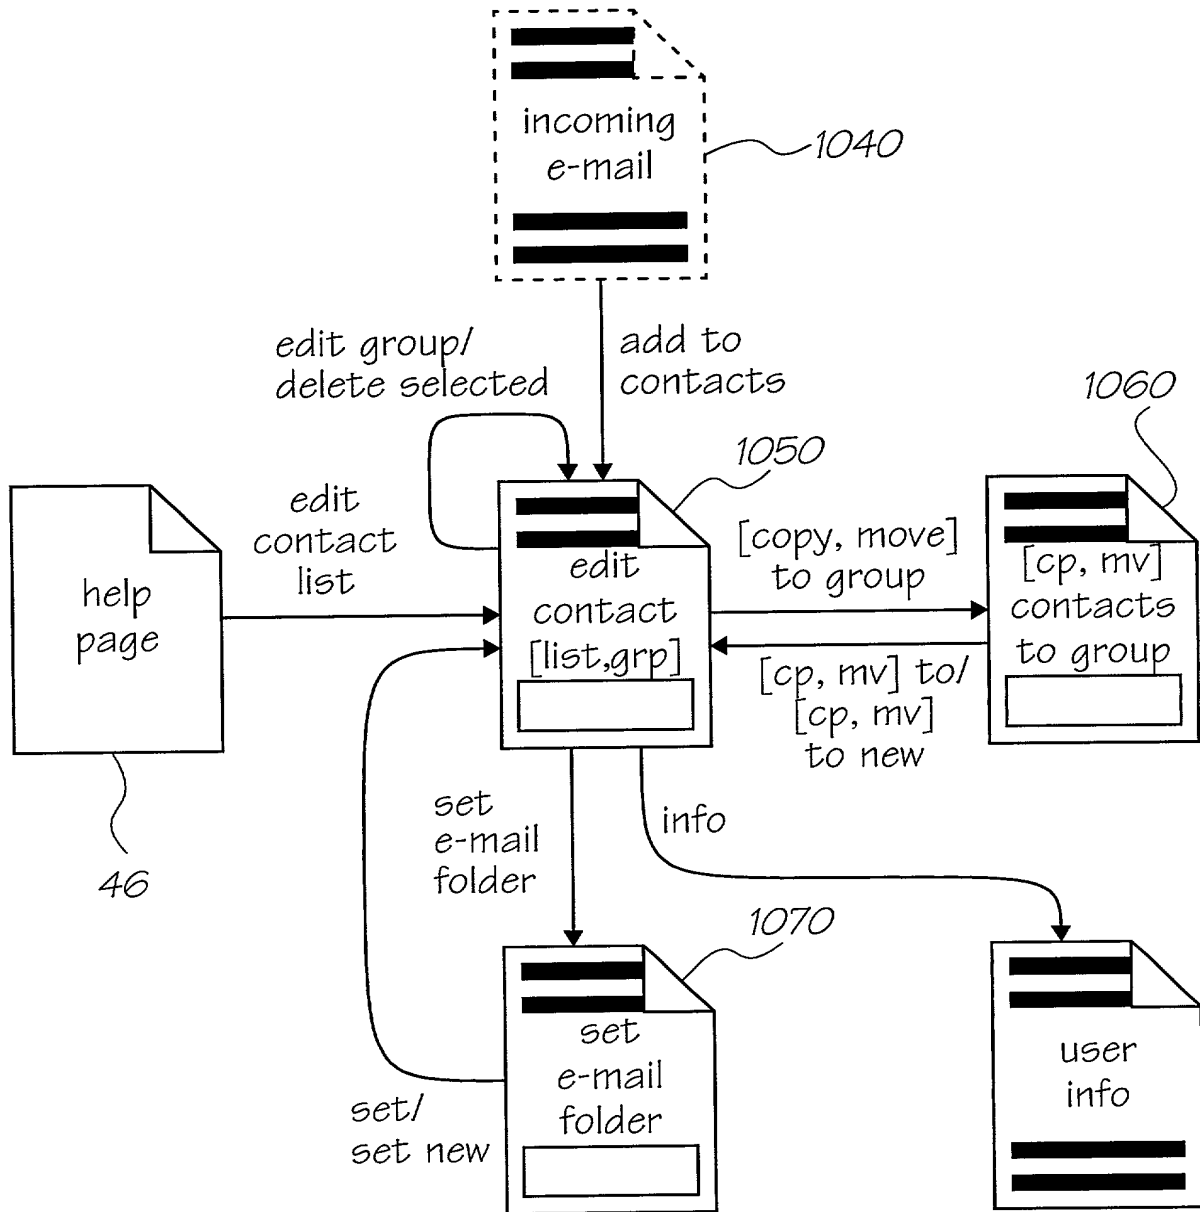 incoming
e-mail
1040
edit group/
delete selected
add to
contacts
1060
1050
edit
contact
list
[copy, move]
to group
help
page
edit
contact
[list,grp]
[cp, mv]
contacts
to group
[cp, mv] to/
[cp, mv]
to new
46
set
e-mail
folder
info
1070
set
e-mail
folder
user
info
set/
set new